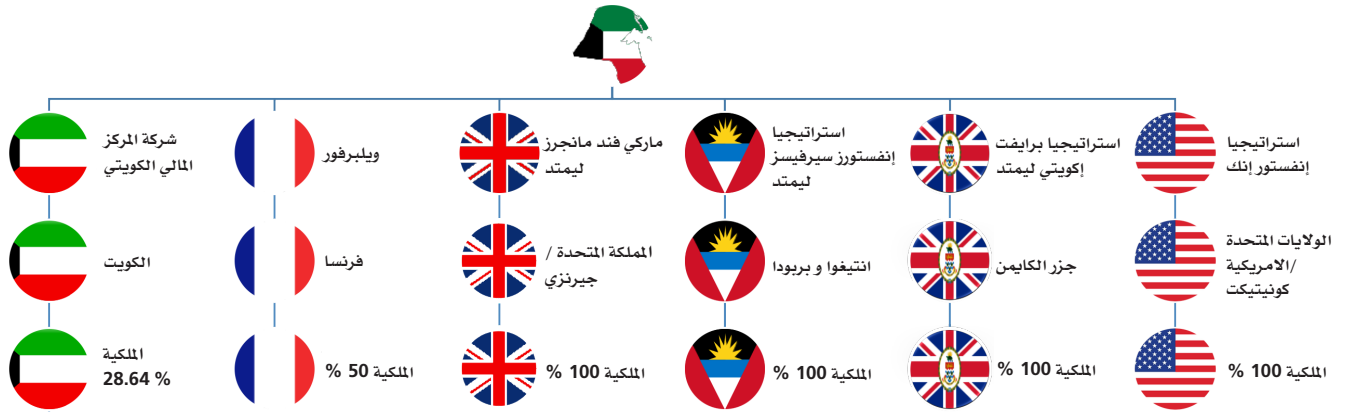 استراتيجيا
إنفستور إنك
استراتيجيا برايفت
إكويتي ليمتد
استراتيجيا
إنفستورز سيرفيسز
ليمتد
ماركي فند مانجرز
ليمتد
ويلبرفور
شركة المركز
المالي الكويتي
الولايات المتحدة
/الامريكية
كونيتيكت
جزر الكايمن
انتيغوا و بربودا
المملكة المتحدة /
جيرنزي
فرنسا
الكويت
الملكية 100 %
الملكية 100 %
الملكية 100 %
الملكية 100 %
الملكية 50 %
الملكية
28.64 %